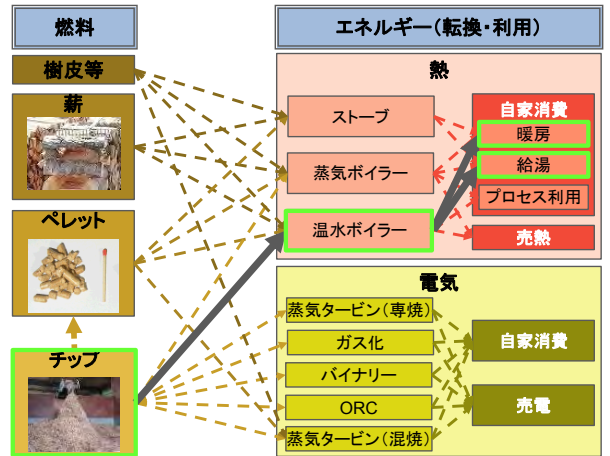 燃料
エネルギー（転換・利用）
樹皮等
薪
ペレット
チップ
熱
ストーブ
蒸気ボイラー
温水ボイラー
自家消費
暖房
給湯
プロセス利用
売熱
電気
蒸気タービン（専焼）
ガス化
バイナリー
ORC
蒸気タービン（混焼）
自家消費
売電